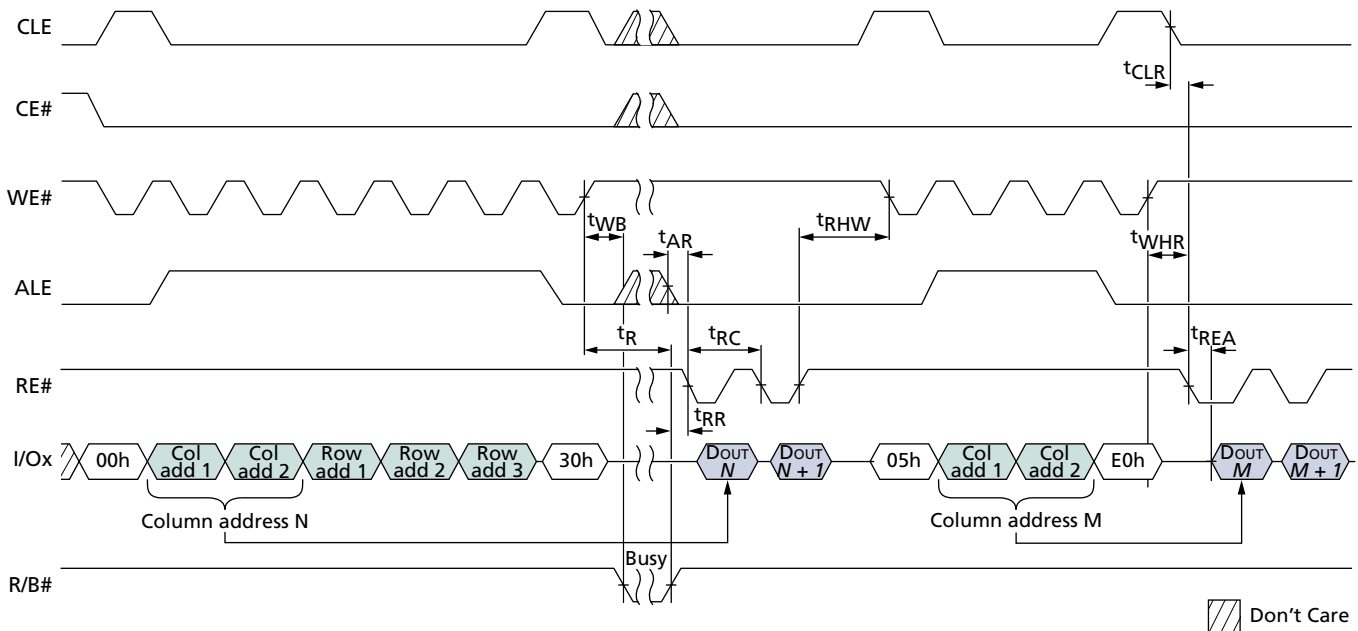 CLE
tCLR
CE#
WE#
tWB
tAR
tRHW
tWHR
ALE
tR
tRC
tREA
RE#
tRR
I/Ox
00h
Col add 1
Col add 2
Row add 1
Row add 2
Row add 3
30h
DOUT N
DOUT N + 1
05h
Col add 1
Col add 2
E0h
DOUT M
DOUT M + 1
Column address N
Column address M
Busy
R/B#
Don't Care